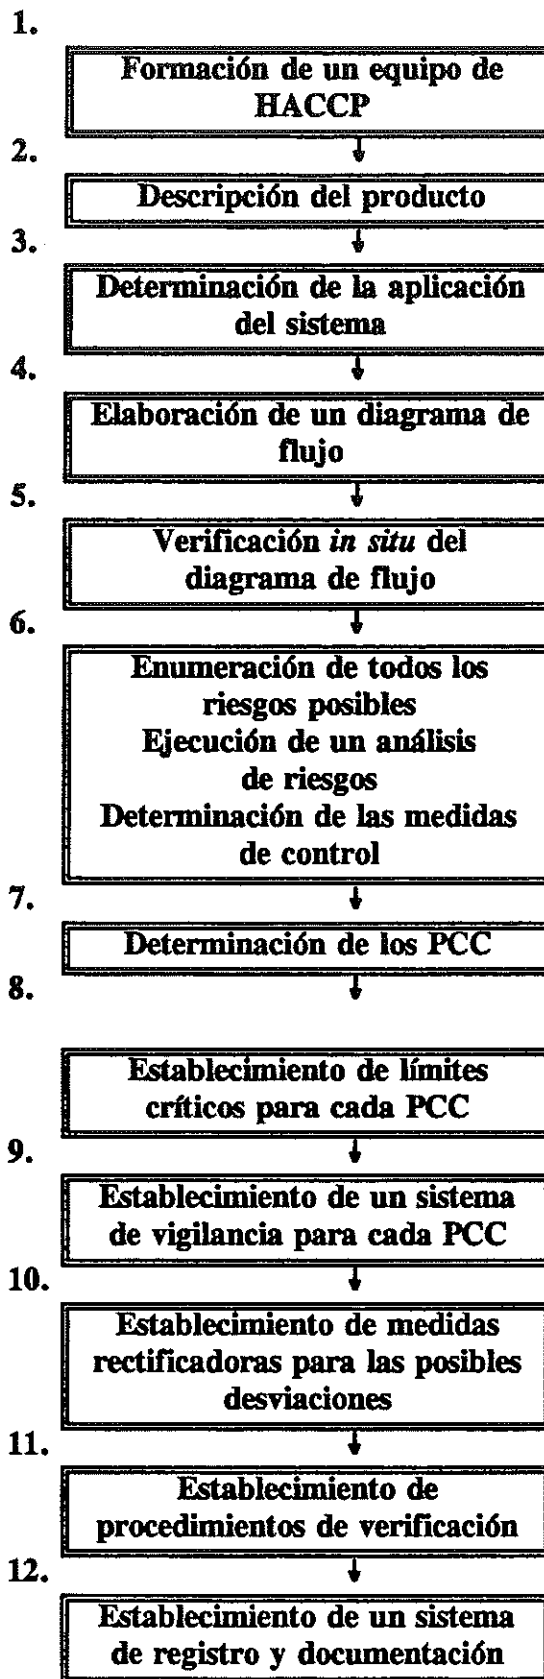 1.
Formación de un equipo de
HACCP
2.
Descripción del producto
3.
Determinación de la aplicación
del sistema
4.
Elaboración de un diagrama de
flujo
5.
Verificación in situ del
diagrama de flujo
6.
Enumeración de todos los
riesgos posibles
Ejecución de un análisis
de riesgos
Determinación de las medidas
de control
7.
Determinación de los PCC
8.
Establecimiento de límites
críticos para cada PCC
9.
Establecimiento de un sistema
de vigilancia para cada PCC
10.
Establecimiento de medidas
rectificadoras para las posibles
desviaciones
11.
Establecimiento de
procedimientos de verificación
12.
Establecimiento de un sistema
de registro y documentación